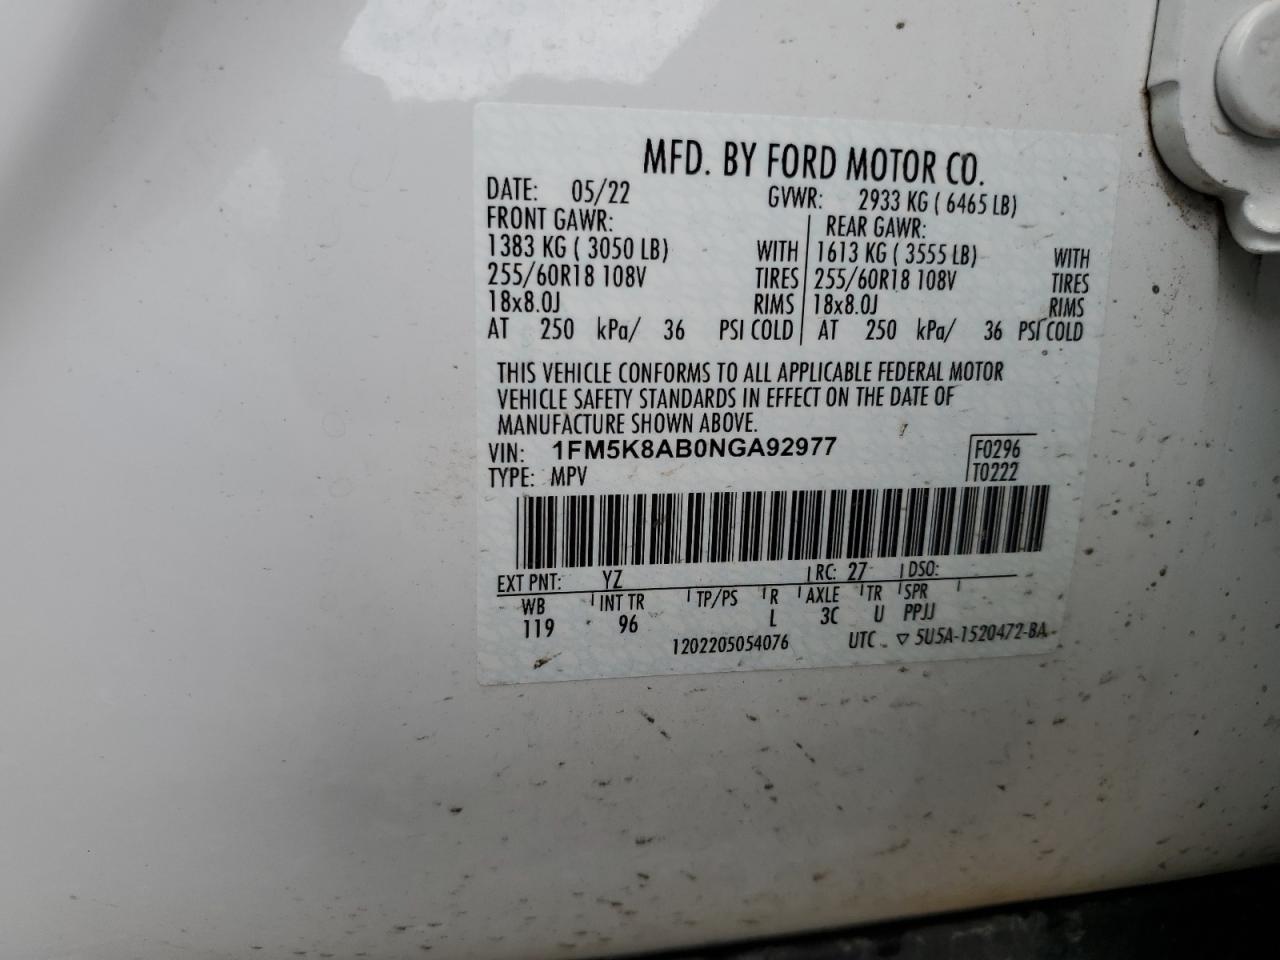 MFD. BY FORD MOTOR CO.
DATE: 05/22 GVWR: 2933 KG ( 6465 LB)
FRONT GAWR: REAR GAWR:
1383 KG ( 3050 LB) WITH 1613 KG ( 3555 LB) WITH
255/60R18 108V TIRES 255/60R18 108V TIRES
18x8.0J RIMS 18x8.0J RIMS
AT 250 kPa/ 36 PSI COLD AT 250 kPa/ 36 PSI COLD
THIS VEHICLE CONFORMS TO ALL APPLICABLE FEDERAL MOTOR
VEHICLE SAFETY STANDARDS IN EFFECT ON THE DATE OF
MANUFACTURE SHOWN ABOVE.
VIN: 1FM5K8AB0NGA92977 F0296
TYPE: MPV T0222
EXT PNT: YZ RC: 27 DSO:
WB INT TR TP/PS R AXLE TR SPR
119 96 L 3C U PPJJ
1202205054076 UTC ▽ 5U5A-1520472-BA